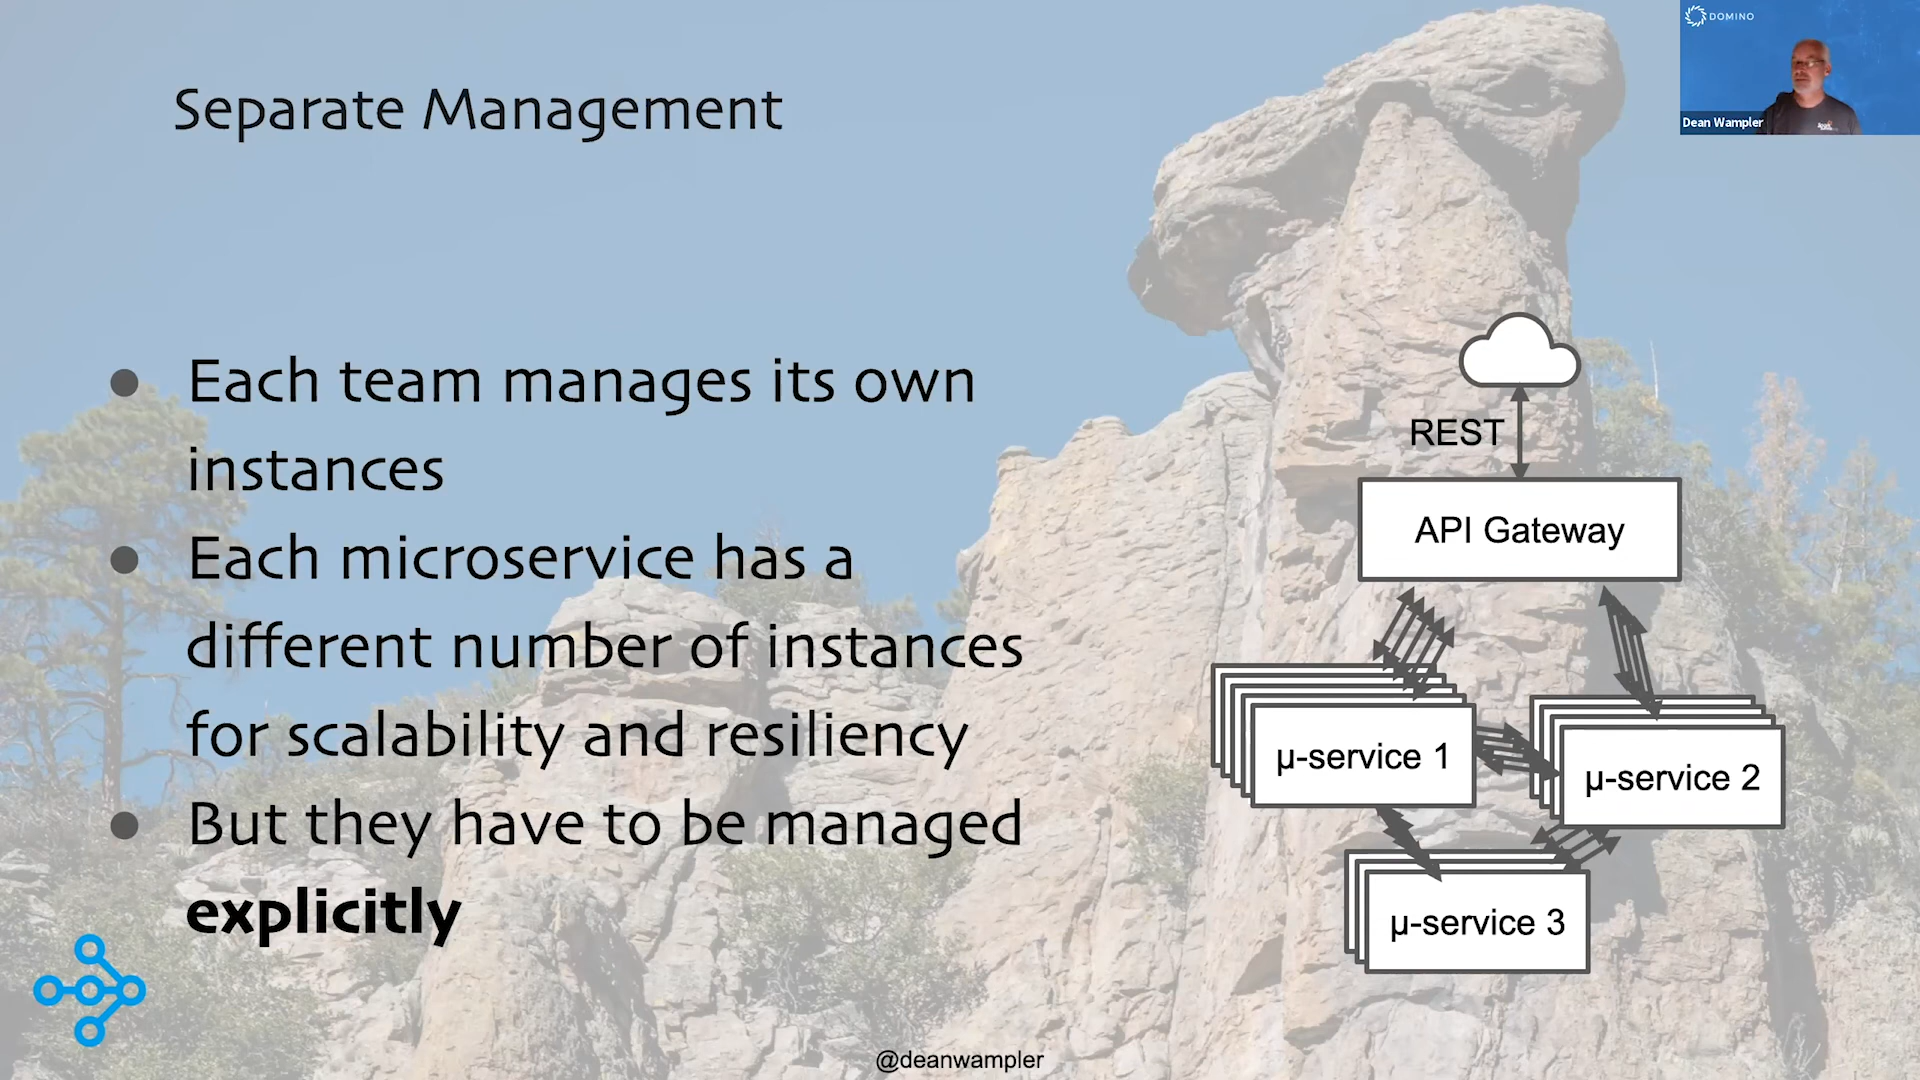 DOMINO
Dean Wampler
Separate Management
Each team manages its own
instances
Each microservice has a
different number of instances
for scalability and resiliency
But they have to be managed
explicitly
REST
API Gateway
µ-service 1
µ-service 2
µ-service 3
@deanwampler